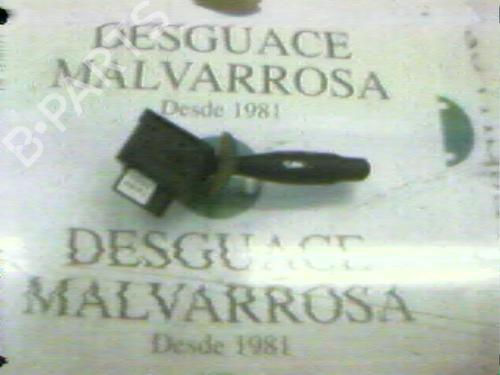 B-PARTS
DESGUACE
MALVARROSA
Desde 1981
DESGUACE
MALVARROSA
Desde 1981